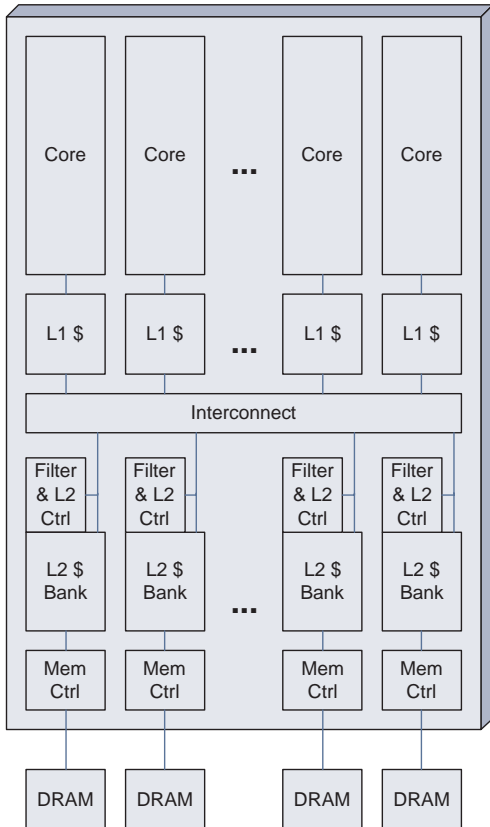 Core Core ... Core Core
L1 $ L1 $ ... L1 $ L1 $
Interconnect
Filter Filter Filter Filter
& L2 & L2 & L2 & L2
Ctrl Ctrl Ctrl Ctrl
L2 $ L2 $ L2 $ L2 $
Bank Bank ... Bank Bank
Mem Mem Mem Mem
Ctrl Ctrl Ctrl Ctrl
DRAM DRAM DRAM DRAM